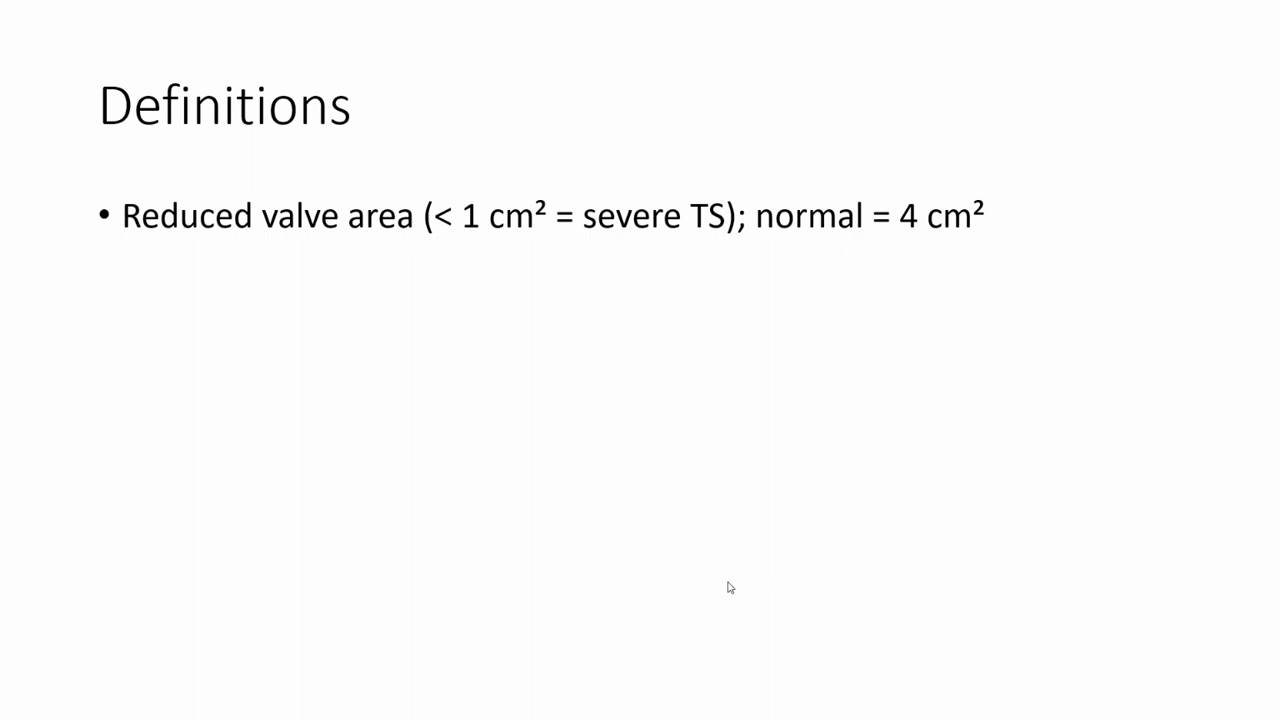 Definitions
• Reduced valve area (< 1 cm² = severe TS); normal = 4 cm²